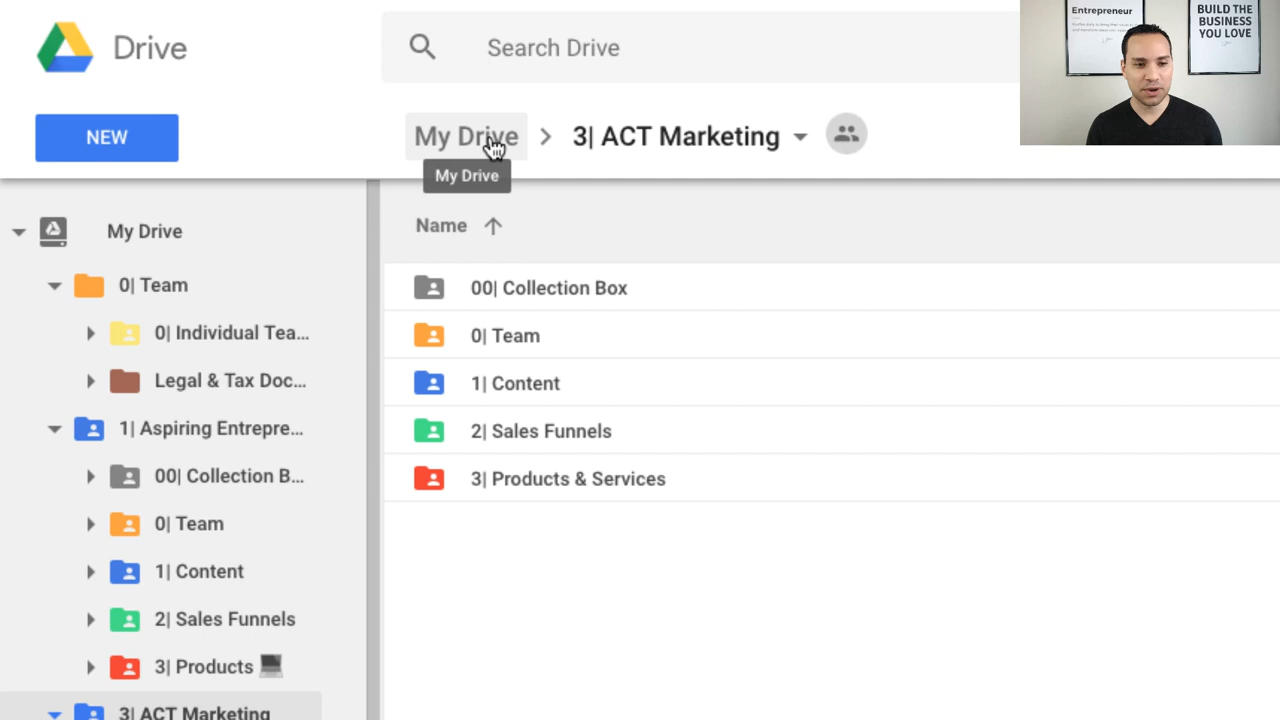 Drive
Search Drive
Entrepreneur
BUILD THE
BUSINESS
YOU LOVE
NEW
My Drive
3| ACT Marketing
My Drive
My Drive
0| Team
0| Individual Tea...
Legal & Tax Doc...
1| Aspiring Entrepre...
00| Collection B...
0| Team
1| Content
2| Sales Funnels
3| Products
3| ACT Marketing
Name
00| Collection Box
0| Team
1| Content
2| Sales Funnels
3| Products & Services